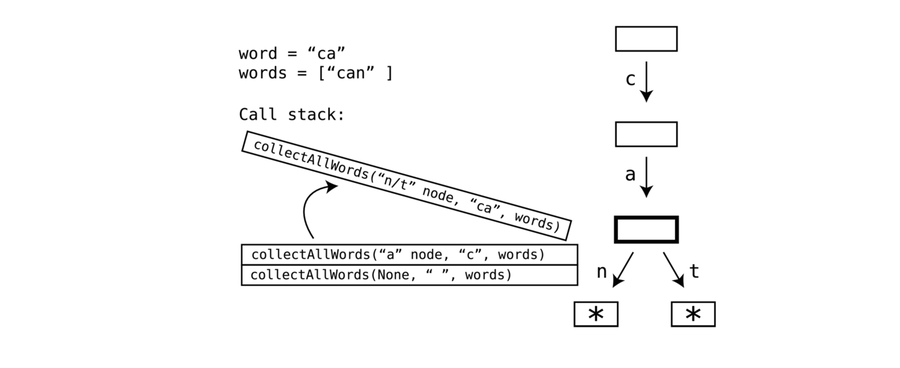 word = “ca”
words = [“can” ]
Call stack:
collectAllWords(“n/t” node, “ca”, words)
collectAllWords(“a” node, “c”, words)
collectAllWords(None, “ ”, words)
c
a
n t
* *